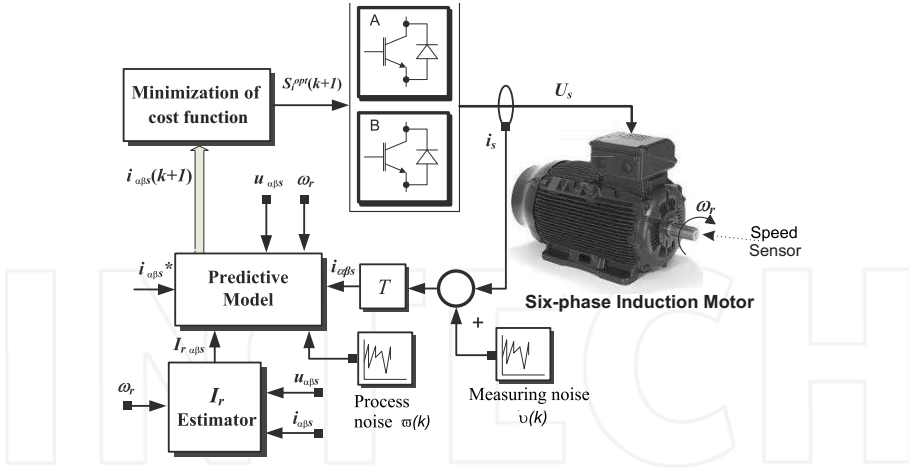 A
Minimization of
cost function
S_i^opt(k+1)
U_s
B
i_s
i_αβs(k+1)
u_αβs
ω_r
ω_r
Speed
Sensor
i_αβs*
Predictive
Model
i_αβs
T
Six-phase Induction Motor
+
I_r αβs
ω_r
I_r
Estimator
u_αβs
i_αβs
Process
noise ϖ(k)
Measuring noise
υ(k)
INTECH